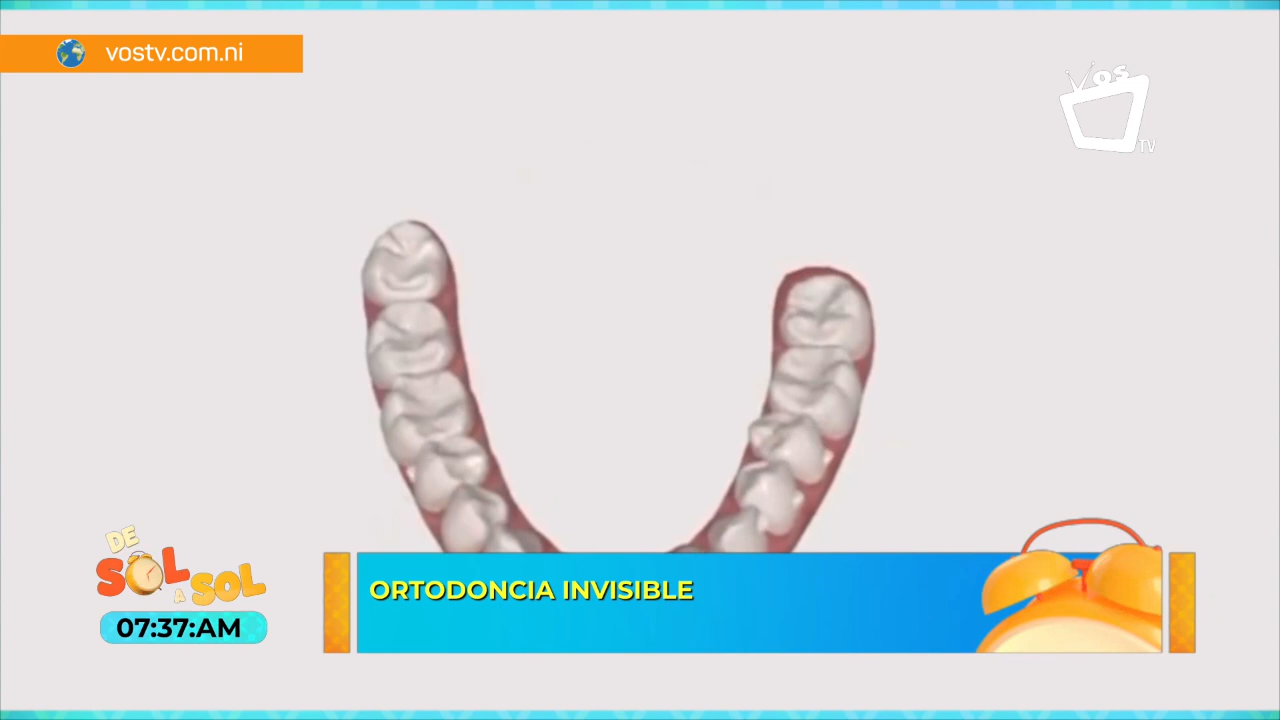 vostv.com.ni
VOS
TV
DE
SOL
A
SOL
07:37:AM
ORTODONCIA INVISIBLE